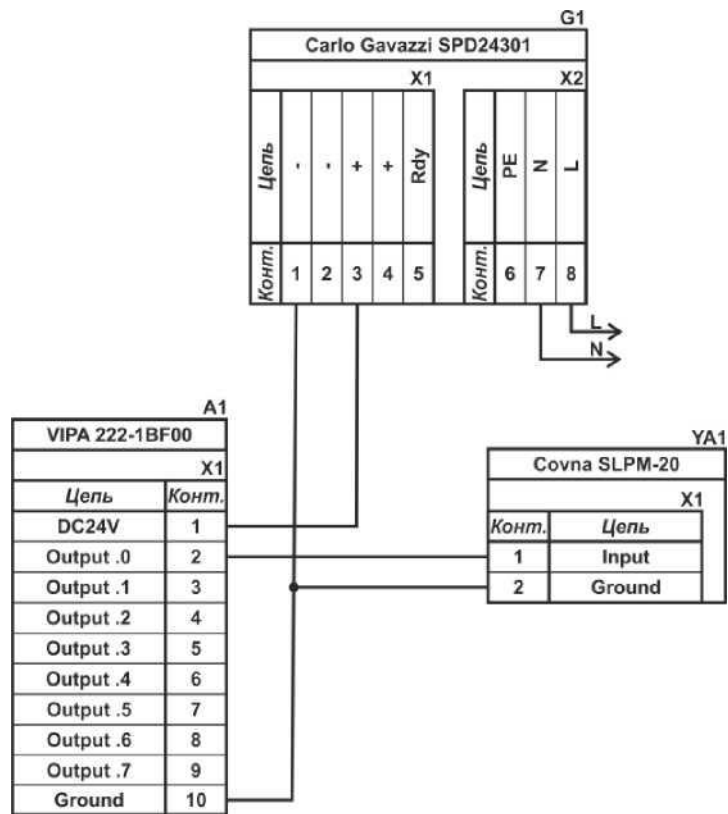 G1
Carlo Gavazzi SPD24301
X1 X2
Цепь - - + + Rdy Цепь PE N L
Конт. 1 2 3 4 5 Конт. 6 7 8
L
N
A1
VIPA 222-1BF00
X1
Цепь Конт.
DC24V 1
Output .0 2
Output .1 3
Output .2 4
Output .3 5
Output .4 6
Output .5 7
Output .6 8
Output .7 9
Ground 10
YA1
Covna SLPM-20
X1
Конт. Цепь
1 Input
2 Ground